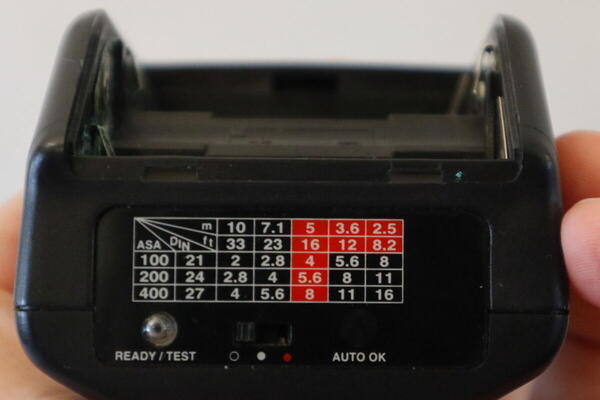 m 10 7.1 5 3.6 2.5
ASA DIN ft 33 23 16 12 8.2
100 21 2 2.8 4 5.6 8
200 24 2.8 4 5.6 8 11
400 27 4 5.6 8 11 16
READY / TEST AUTO OK